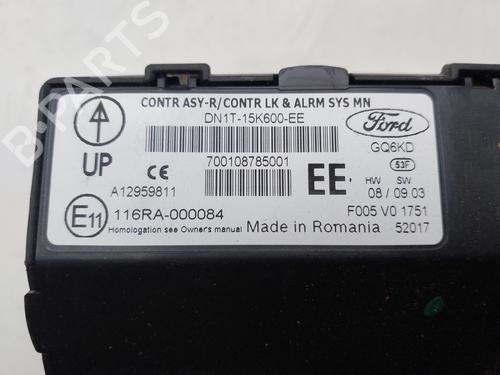 CONTR ASY-R/CONTR LK & ALRM SYS MN
DN1T-15K600-EE
Ford
GQ6KD
UP
CE
700108785001
53F
A12959811
EE
HW SW
08 / 09.03
E11
116RA-000084
F005 V0 1751
Homologation see Owner's manual
Made in Romania
52017
B-PARTS